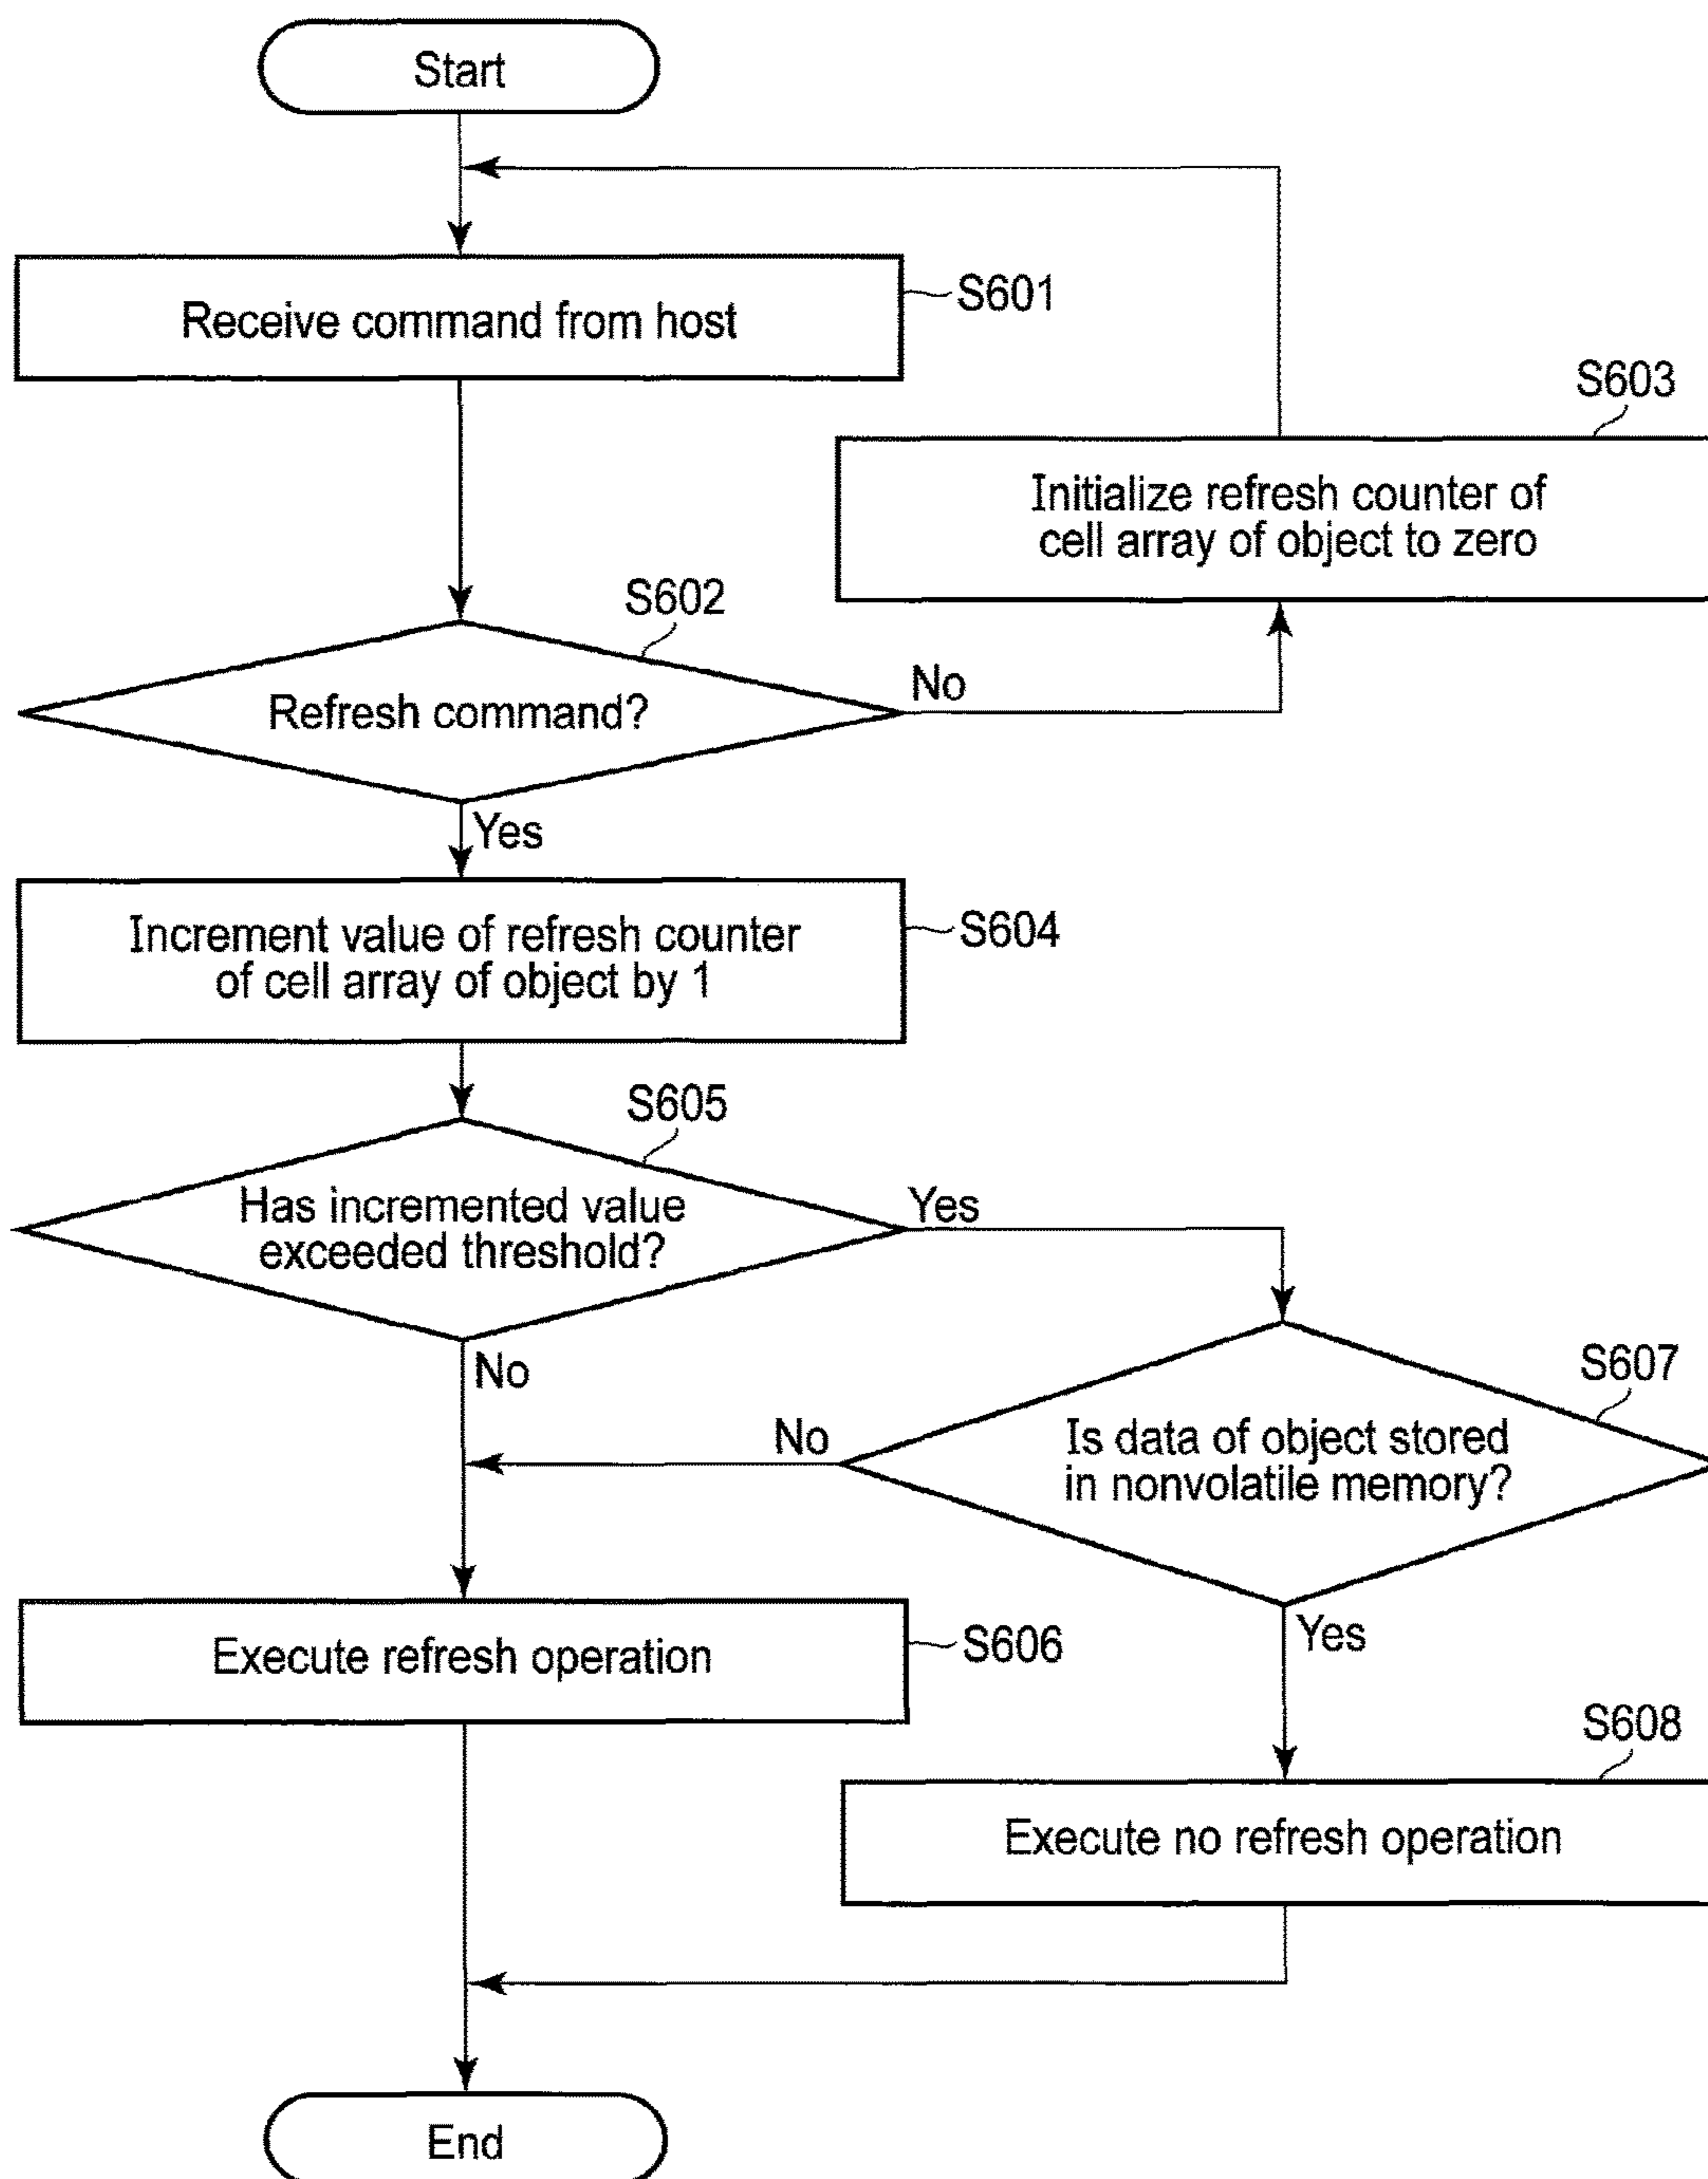 Start
Receive command from host
S601
S603
Initialize refresh counter of
cell array of object to zero
S602
Refresh command?
No
Yes
Increment value of refresh counter
of cell array of object by 1
S604
S605
Has incremented value
exceeded threshold?
Yes
No
S607
Is data of object stored
in nonvolatile memory?
No
Yes
Execute refresh operation
S606
S608
Execute no refresh operation
End